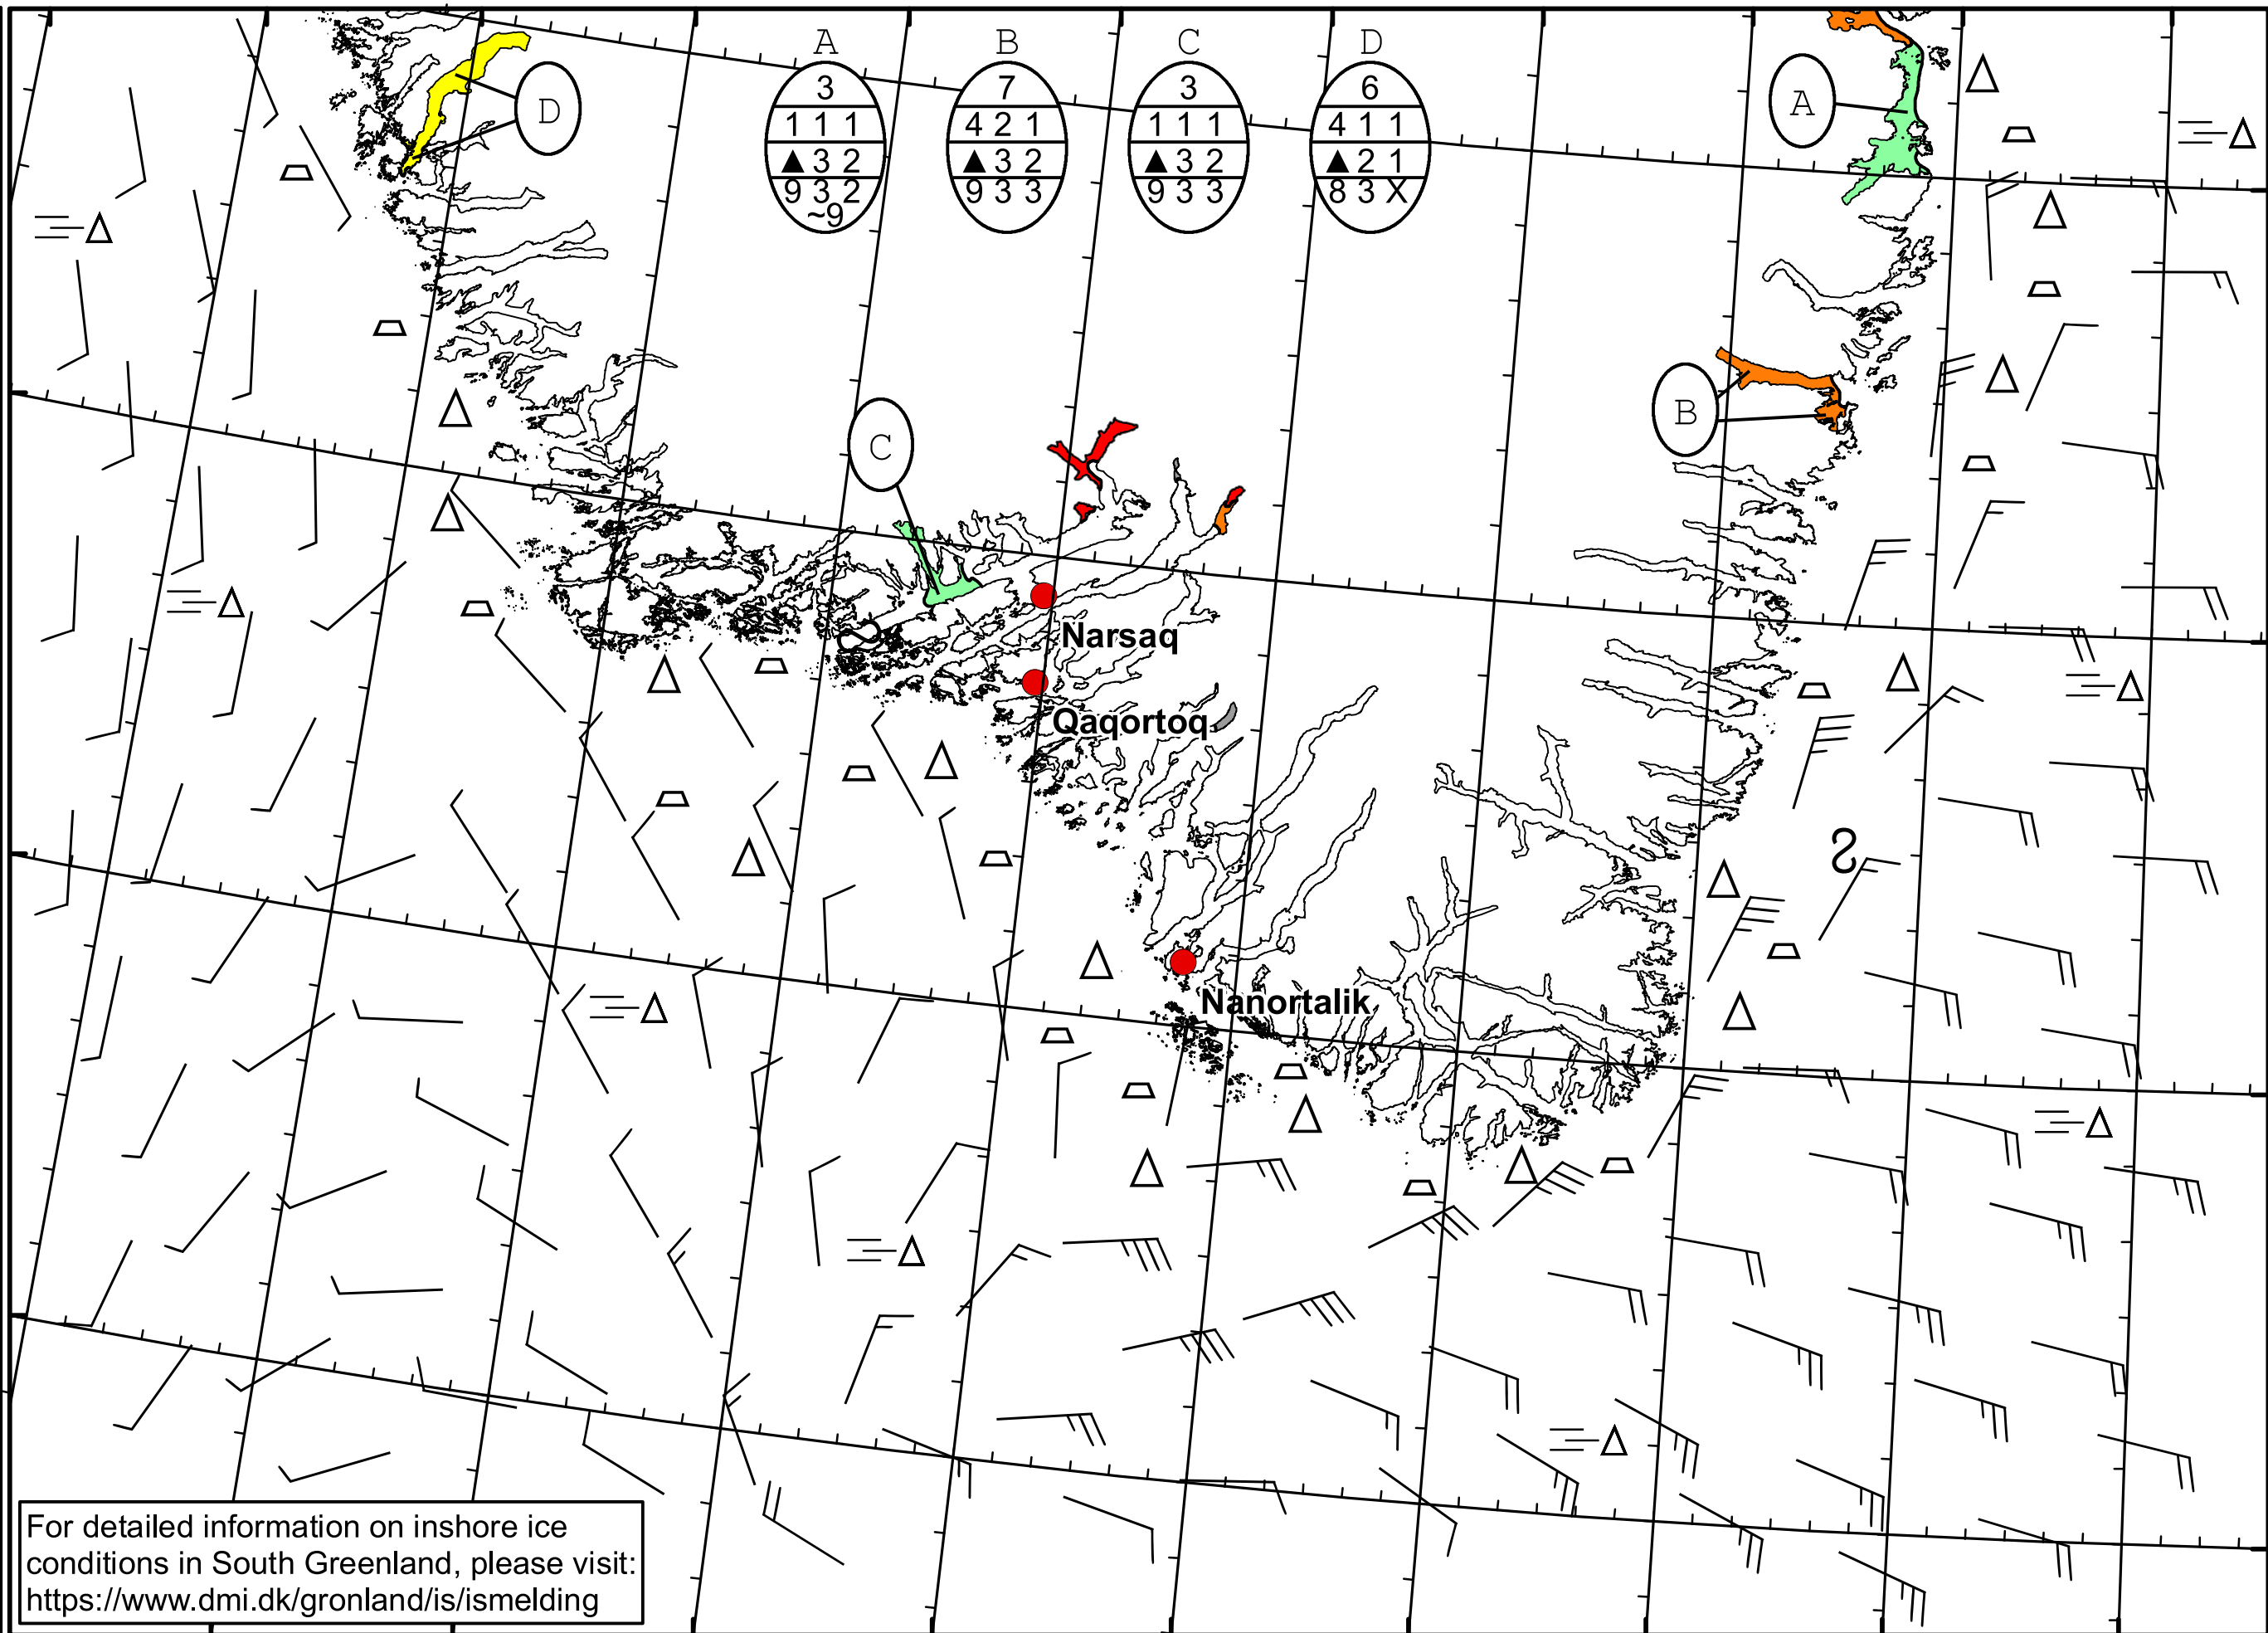 A B C D
3 7 3 6
1 1 1 4 2 1 1 1 1 4 1 1
▲ 3 2 ▲ 3 2 ▲ 3 2 ▲ 2 1
9 3 2 9 3 3 9 3 3 8 3 X
~9
D
A
B
C
Narsaq
Qaqortoq
Nanortalik
For detailed information on inshore ice
conditions in South Greenland, please visit:
https://www.dmi.dk/gronland/is/ismelding